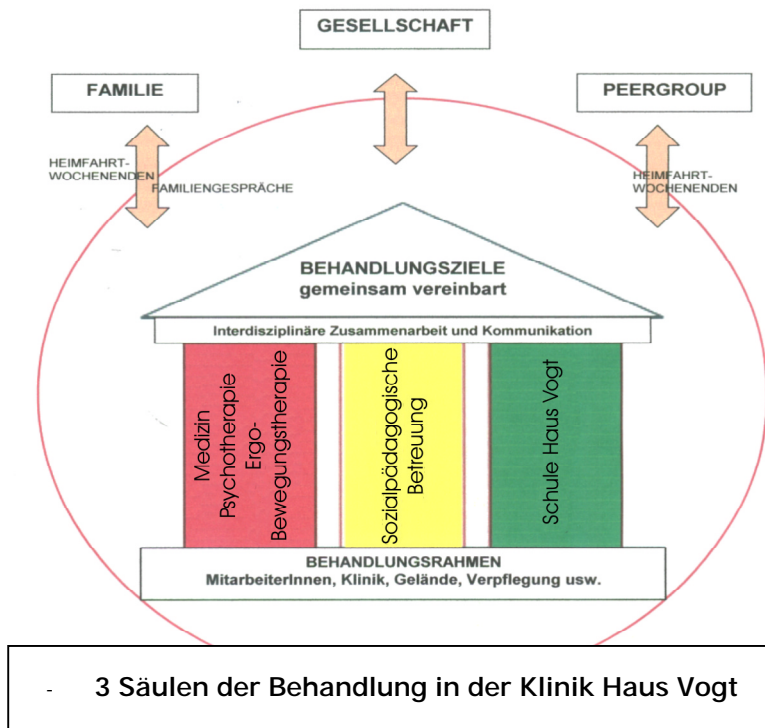 GESELLSCHAFT
FAMILIE
PEERGROUP
HEIMFAHRT-
WOCHENENDEN
FAMILIENGESPRÄCHE
HEIMFAHRT-
WOCHENENDEN
BEHANDLUNGSZIELE
gemeinsam vereinbart
Interdisziplinäre Zusammenarbeit und Kommunikation
Medizin
Psychotherapie
Ergo-
Bewegungstherapie
Sozialpädagogische
Betreuung
Schule Haus Vogt
BEHANDLUNGSRAHMEN
MitarbeiterInnen, Klinik, Gelände, Verpflegung usw.
- 3 Säulen der Behandlung in der Klinik Haus Vogt